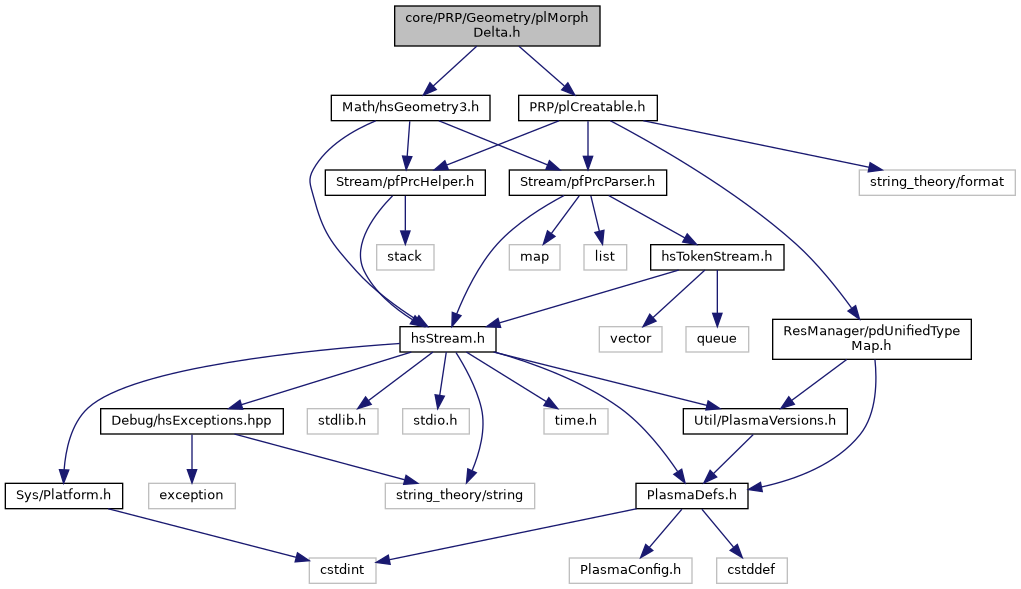 core/PRP/Geometry/plMorph
Delta.h
Math/hsGeometry3.h
PRP/plCreatable.h
Stream/pfPrcHelper.h
Stream/pfPrcParser.h
string_theory/format
stack
map
list
hsTokenStream.h
hsStream.h
vector
queue
ResManager/pdUnifiedType
Map.h
Debug/hsExceptions.hpp
stdlib.h
stdio.h
time.h
Util/PlasmaVersions.h
Sys/Platform.h
exception
string_theory/string
PlasmaDefs.h
cstdint
PlasmaConfig.h
cstddef